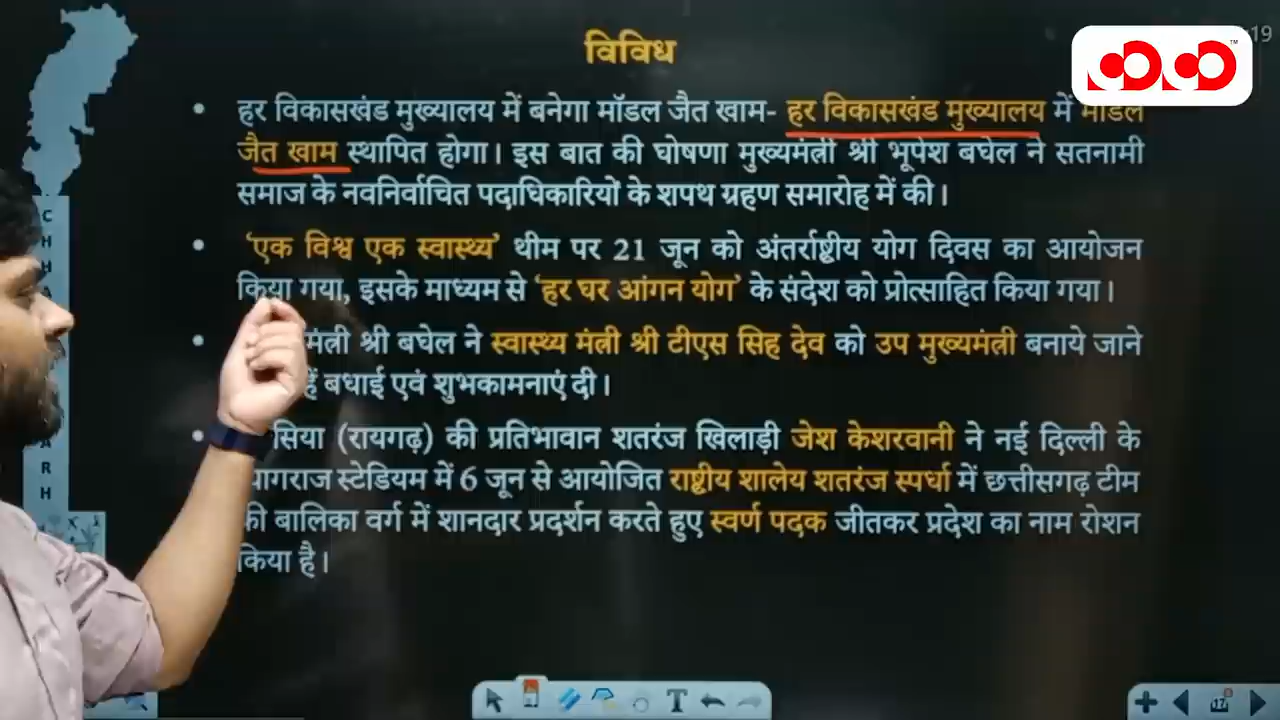 19
विविध
हर विकासखंड मुख्यालय में बनेगा मॉडल जैत खाम- हर विकासखंड मुख्यालय में मॉडल
जैत खाम स्थापित होगा। इस बात की घोषणा मुख्यमंत्री श्री भूपेश बघेल ने सतनामी
समाज के नवनिर्वाचित पदाधिकारियों के शपथ ग्रहण समारोह में की।
‘एक विश्व एक स्वास्थ्य’ थीम पर 21 जून को अंतर्राष्ट्रीय योग दिवस का आयोजन
किया गया, इसके माध्यम से ‘हर घर आंगन योग’ के संदेश को प्रोत्साहित किया गया।
मंत्री श्री बघेल ने स्वास्थ्य मंत्री श्री टीएस सिह देव को उप मुख्यमंत्री बनाये जाने
बधाई एवं शुभकामनाएं दी।
सिया (रायगढ़) की प्रतिभावान शतरंज खिलाड़ी जेश केशरवानी ने नई दिल्ली के
स्टेडियम में 6 जून से आयोजित राष्ट्रीय शालेय शतरंज स्पर्धा में छत्तीसगढ़ टीम
की बालिका वर्ग में शानदार प्रदर्शन करते हुए स्वर्ण पदक जीतकर प्रदेश का नाम रोशन
किया है।
C
H
H
A
A
R
H
T
17